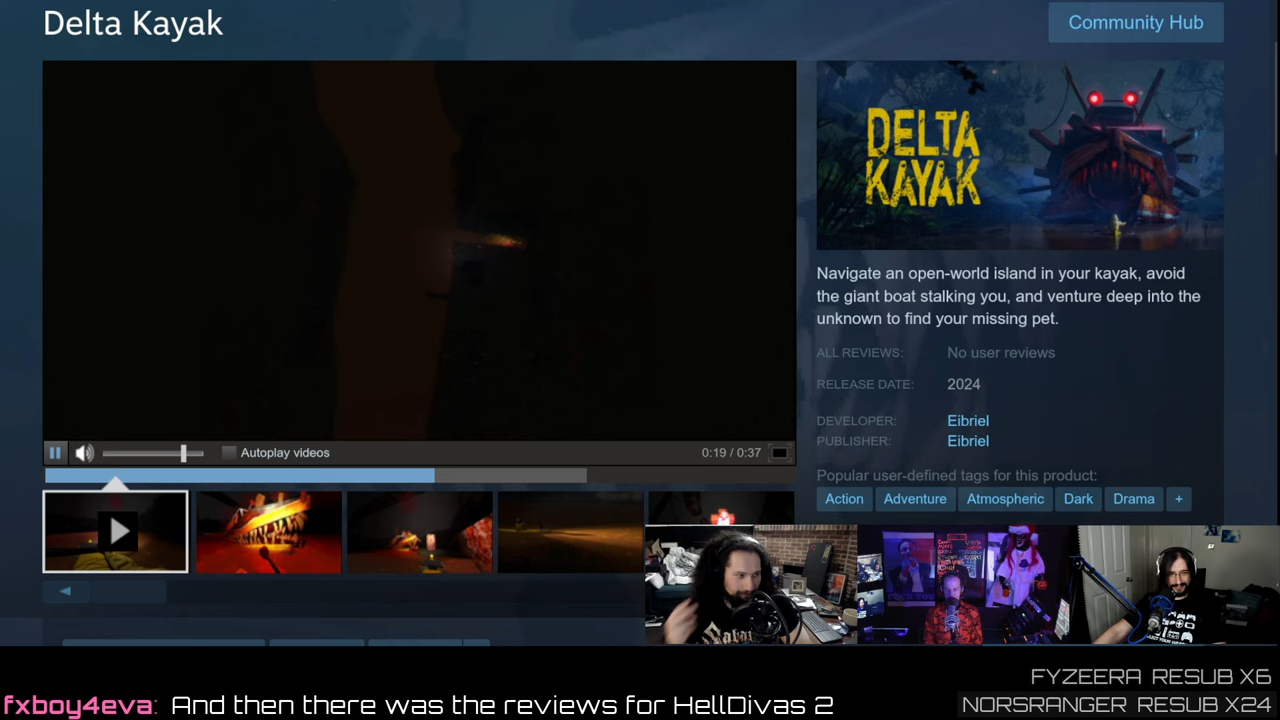 Delta Kayak
Community Hub
DELTA
KAYAK
Navigate an open-world island in your kayak, avoid
the giant boat stalking you, and venture deep into the
unknown to find your missing pet.
ALL REVIEWS: No user reviews
RELEASE DATE: 2024
DEVELOPER: Eibriel
PUBLISHER: Eibriel
Popular user-defined tags for this product:
Action Adventure Atmospheric Dark Drama +
Autoplay videos 0:19 / 0:37
FYZEERA RESUB X6
fxboy4eva: And then there was the reviews for HellDivas 2
NORSRANGER RESUB X24